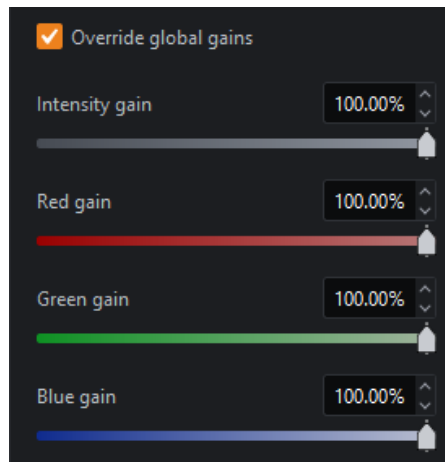 Override global gains
Intensity gain 100.00%
Red gain 100.00%
Green gain 100.00%
Blue gain 100.00%